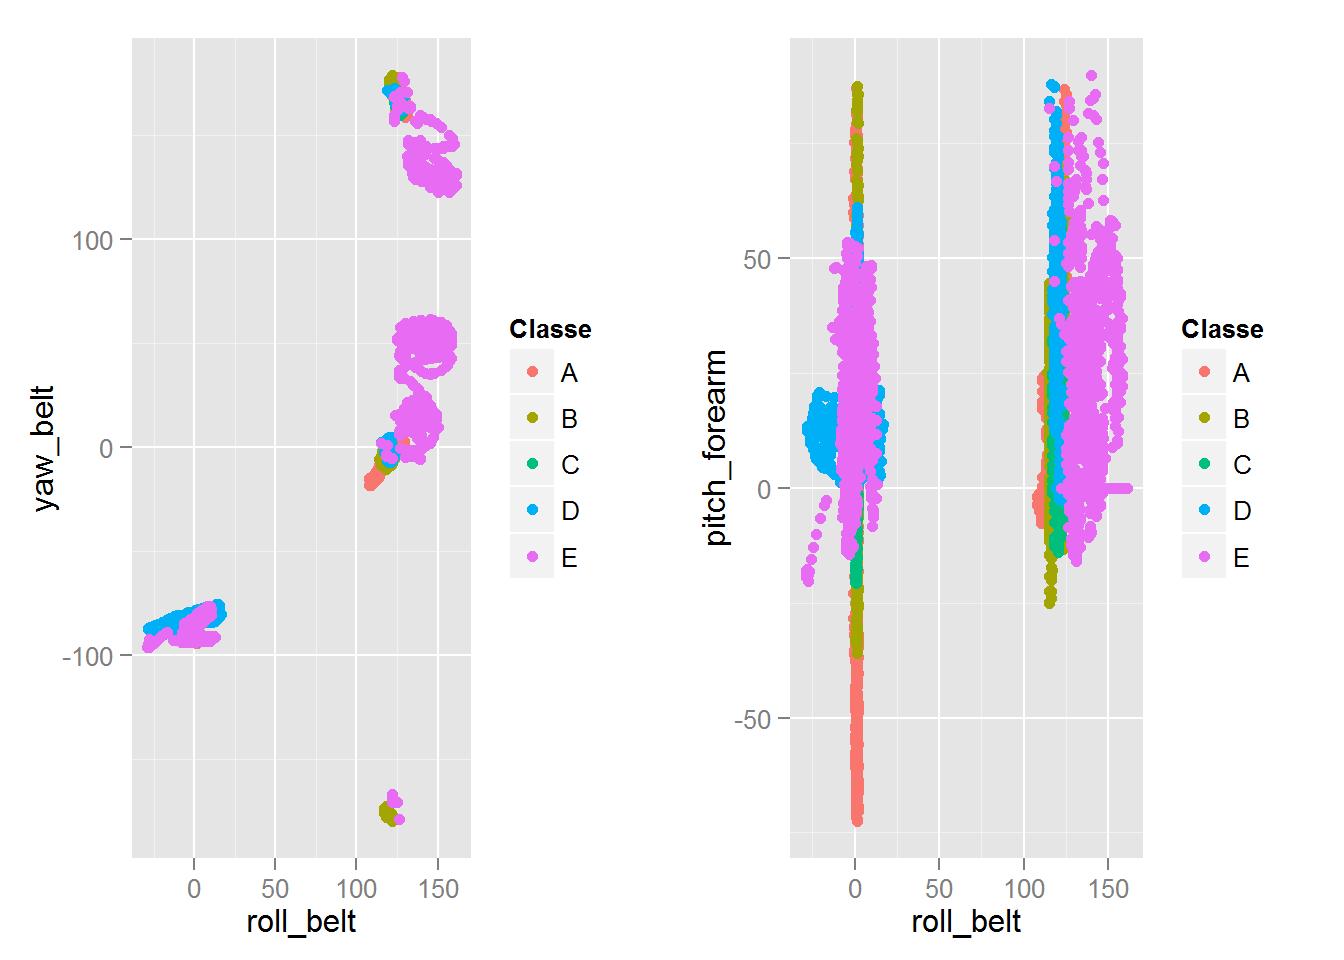 yaw_belt
100
0
-100
0 50 100 150
roll_belt
Classe
A
B
C
D
E
pitch_forearm
50
0
-50
0 50 100 150
roll_belt
Classe
A
B
C
D
E